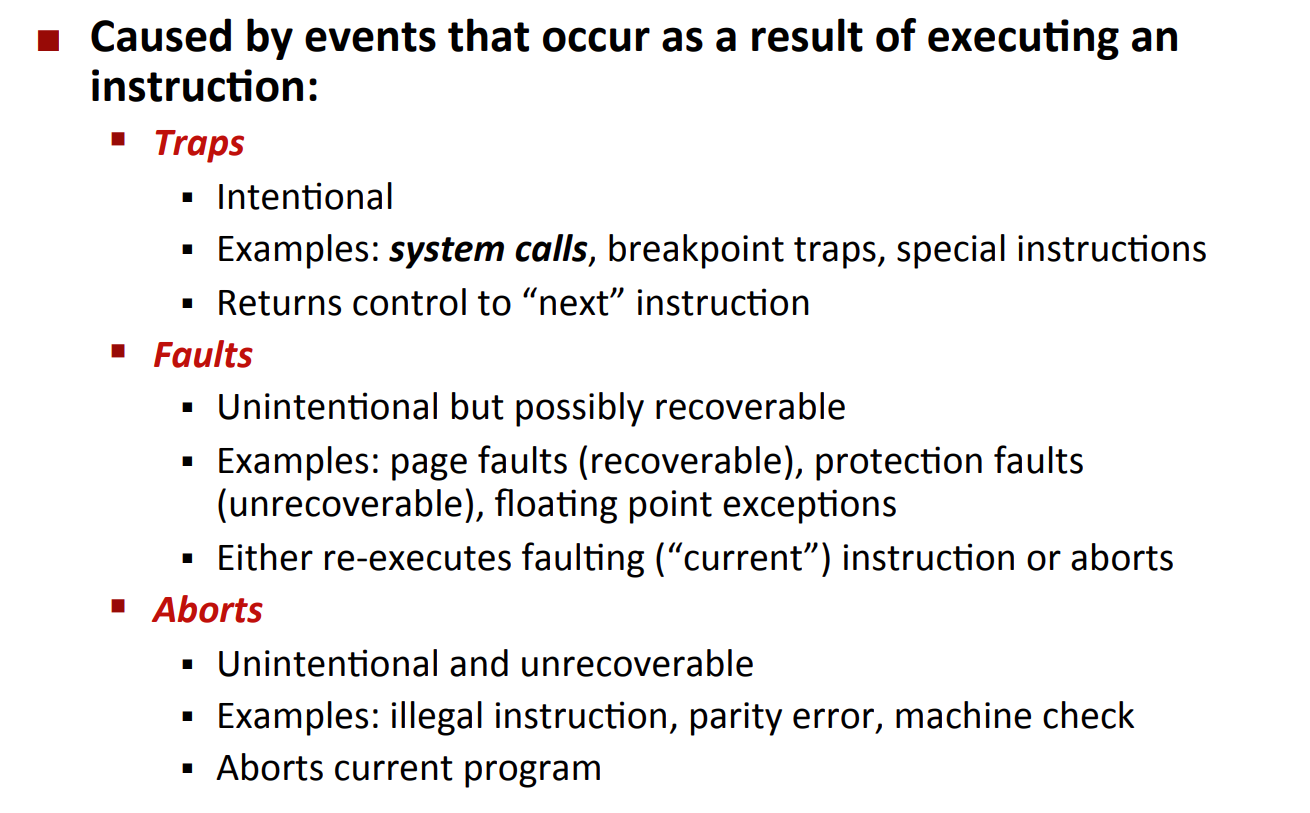 Caused by events that occur as a result of executing an
instruction:
Traps
Intentional
Examples: system calls, breakpoint traps, special instructions
Returns control to “next” instruction
Faults
Unintentional but possibly recoverable
Examples: page faults (recoverable), protection faults
(unrecoverable), floating point exceptions
Either re-executes faulting (“current”) instruction or aborts
Aborts
Unintentional and unrecoverable
Examples: illegal instruction, parity error, machine check
Aborts current program